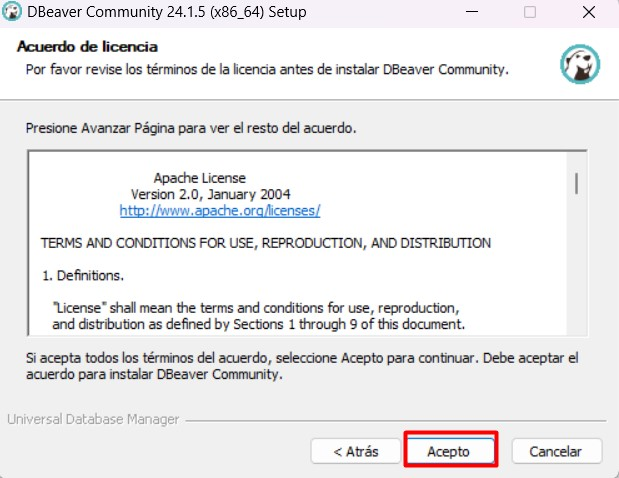 DBeaver Community 24.1.5 (x86_64) Setup
Acuerdo de licencia
Por favor revise los términos de la licencia antes de instalar DBeaver Community.
Presione Avanzar Página para ver el resto del acuerdo.
Apache License
Version 2.0, January 2004
http://www.apache.org/licenses/
TERMS AND CONDITIONS FOR USE, REPRODUCTION, AND DISTRIBUTION
1. Definitions.
"License" shall mean the terms and conditions for use, reproduction,
and distribution as defined by Sections 1 through 9 of this document.
Si acepta todos los términos del acuerdo, seleccione Acepto para continuar. Debe aceptar el
acuerdo para instalar DBeaver Community.
Universal Database Manager
< Atrás
Acepto
Cancelar